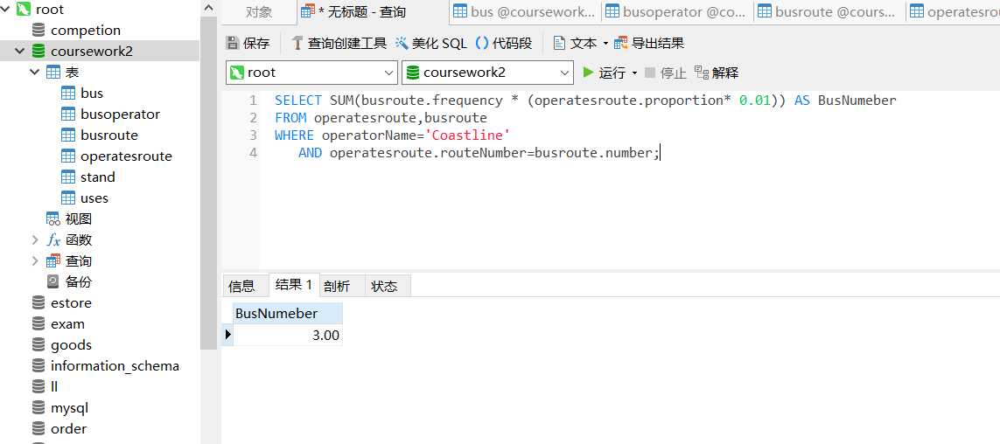 root
competion
coursework2
表
bus
busoperator
busroute
operatesroute
stand
uses
视图
函数
查询
备份
estore
exam
goods
information_schema
ll
mysql
order
对象
* 无标题 - 查询
bus @coursework...
busoperator @co...
busroute @cours...
operatesrou
保存
查询创建工具
美化 SQL
代码段
文本
导出结果
root
coursework2
运行
停止
解释
1 SELECT SUM(busroute.frequency * (operatesroute.proportion* 0.01)) AS BusNumeber
2 FROM operatesroute,busroute
3 WHERE operatorName='Coastline'
4 AND operatesroute.routeNumber=busroute.number;
信息
结果 1
剖析
状态
BusNumeber
3.00